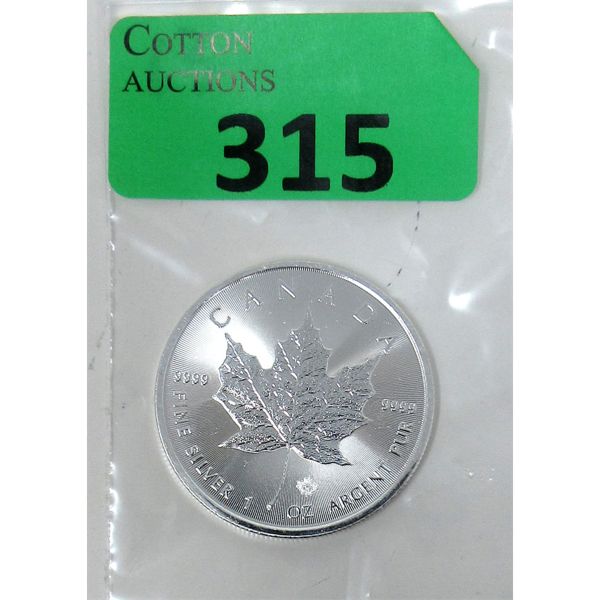 COTTON
AUCTIONS
315
CANADA
9999 9999
FINE SILVER 1 OZ ARGENT PUR